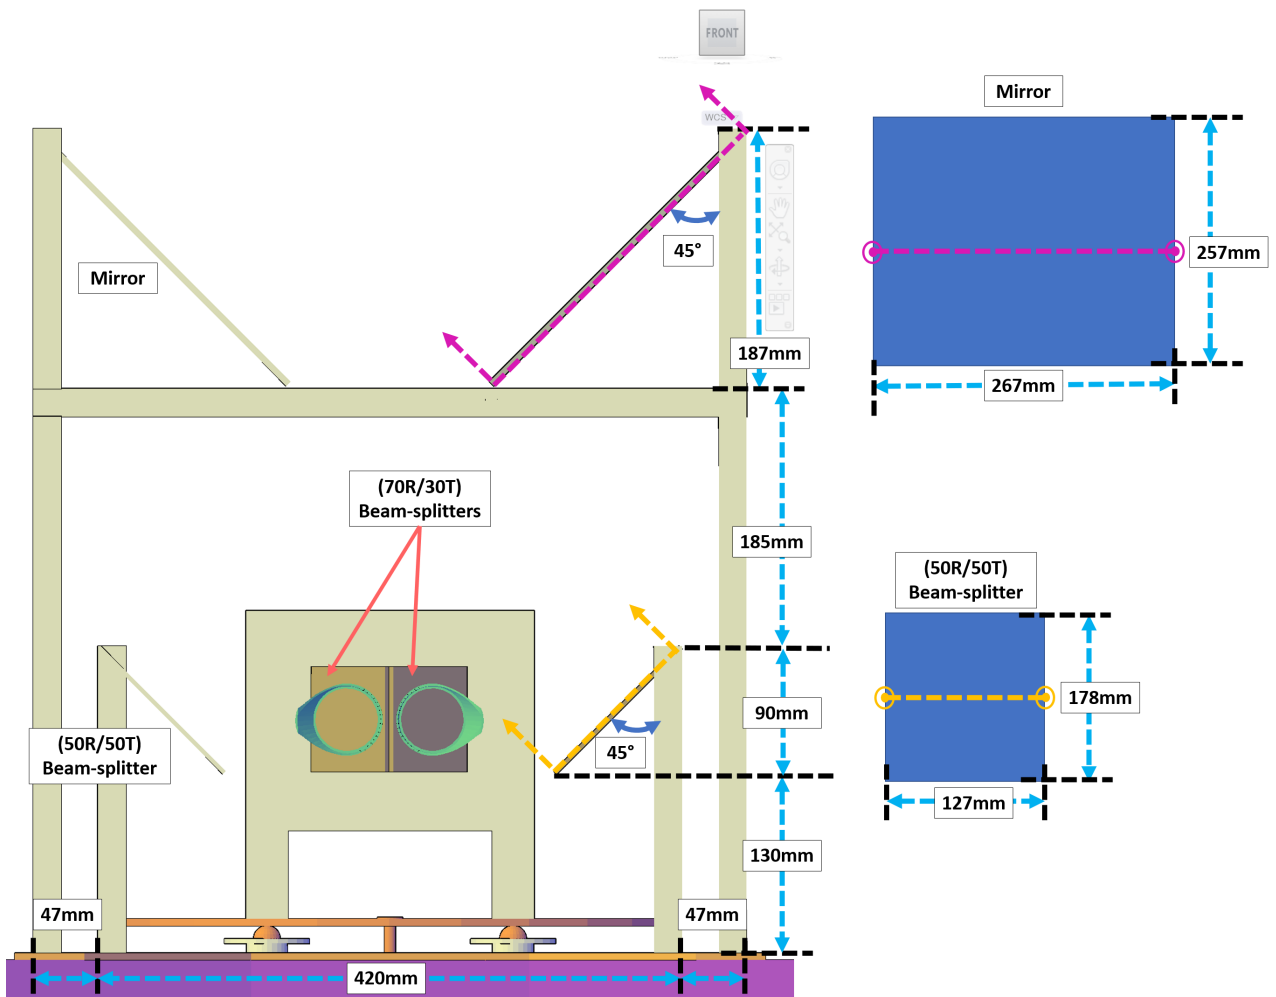 FRONT
WCS
Mirror
45°
187mm
Mirror
257mm
267mm
(70R/30T)
Beam-splitters
185mm
(50R/50T)
Beam-splitter
178mm
127mm
90mm
45°
(50R/50T)
Beam-splitter
130mm
47mm
47mm
420mm